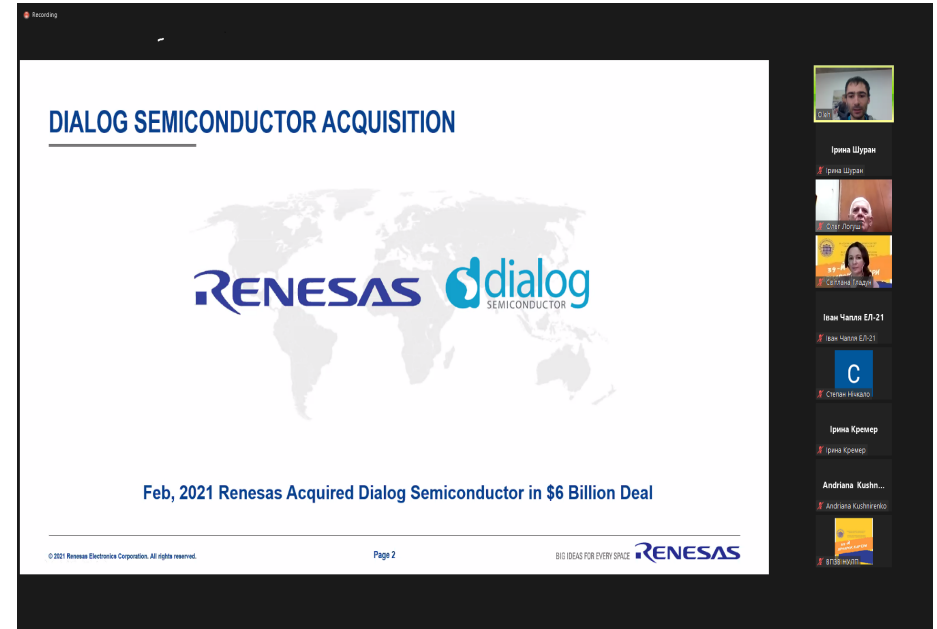 Recording
DIALOG SEMICONDUCTOR ACQUISITION
RENESAS
dialog
SEMICONDUCTOR
Feb, 2021 Renesas Acquired Dialog Semiconductor in $6 Billion Deal
© 2021 Renesas Electronics Corporation. All rights reserved.
Page 2
BIG IDEAS FOR EVERY SPACE RENESAS
Oleh
Ірина Шуран
Ірина Шуран
Олег Логуш
Світлана Гладун
Іван Чапля ЕЛ-21
Іван Чапля ЕЛ-21
С
Степан Нічкало
Ірина Кремер
Ірина Кремер
Andriana Kushn...
Andriana Kushnirenko